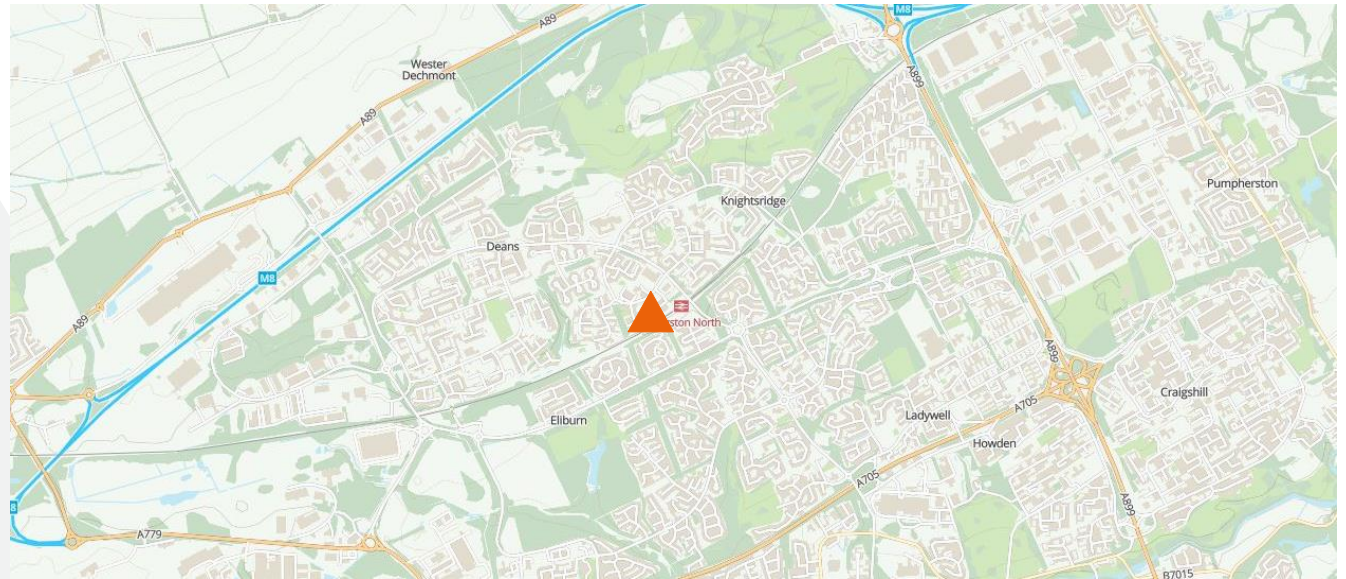 M8
A89
Wester
Dechmont
A899
A89
Pumpherston
Knightsridge
Deans
M8
A89
North
A899
Craigshill
A705
Ladywell
Eliburn
Howden
A705
A899
A779
B7015